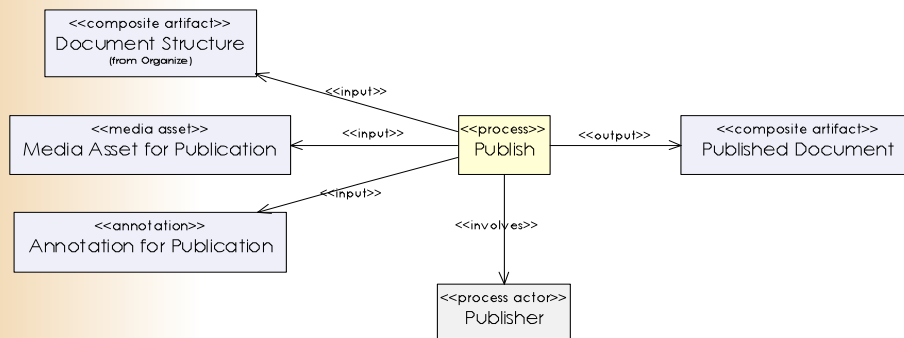 <<composite artifact>>
Document Structure
(from Organize)
<<input>>
<<media asset>>
Media Asset for Publication
<<input>>
<<process>>
Publish
<<output>>
<<composite artifact>>
Published Document
<<input>>
<<annotation>>
Annotation for Publication
<<involves>>
<<process actor>>
Publisher